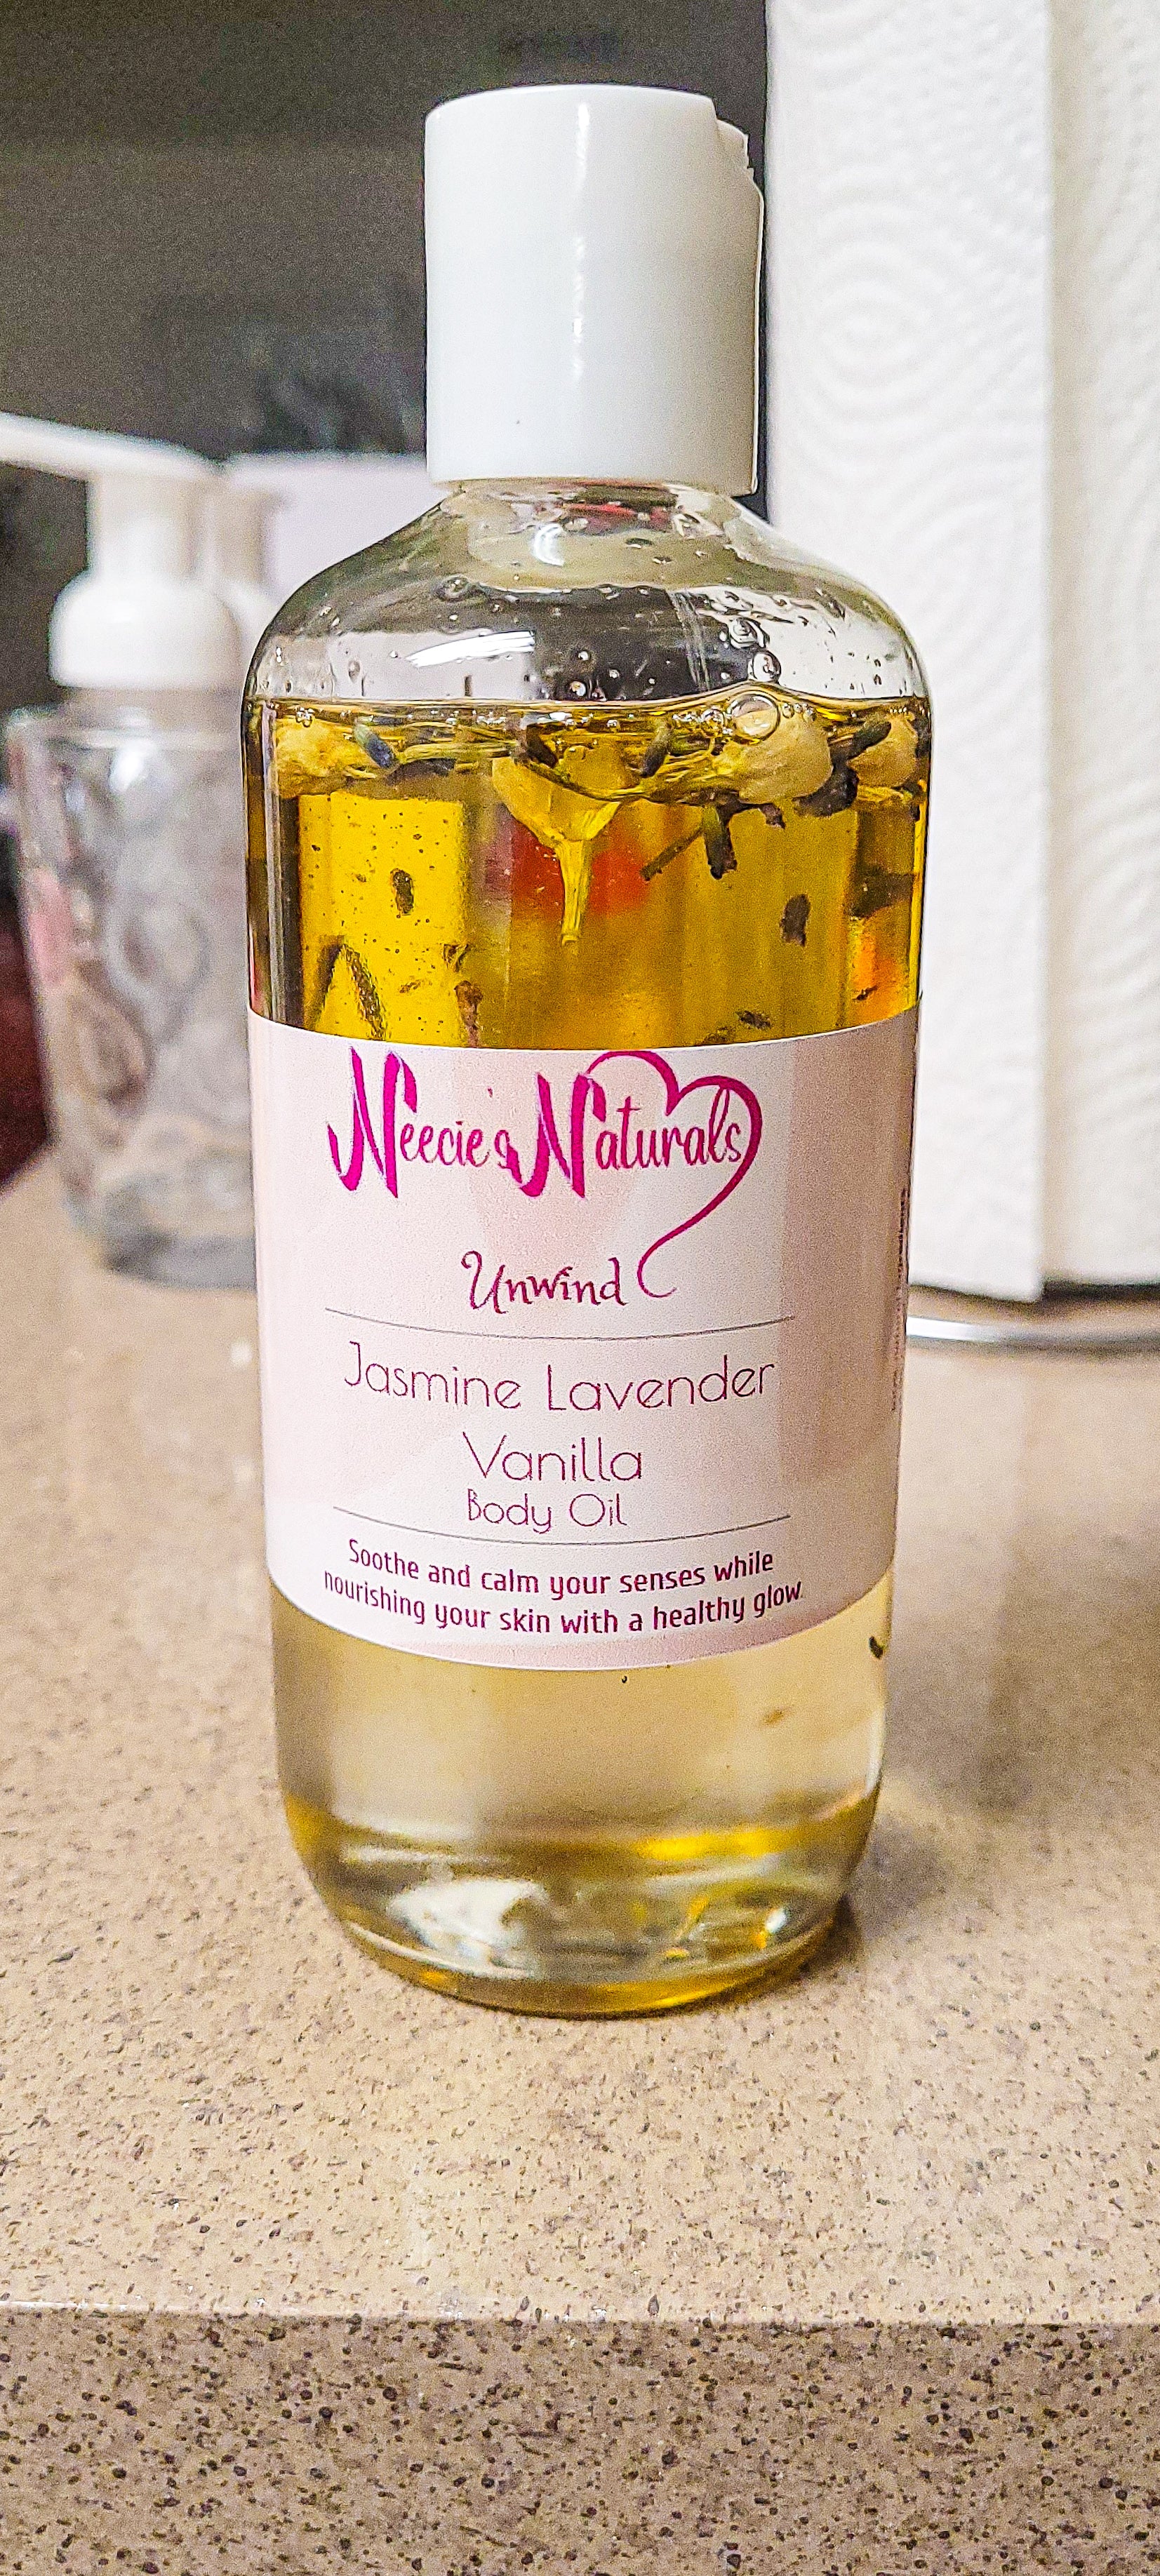 Neecie's Naturals
Unwind
Jasmine Lavender
Vanilla
Body Oil
Soothe and calm your senses while
nourishing your skin with a healthy glow.